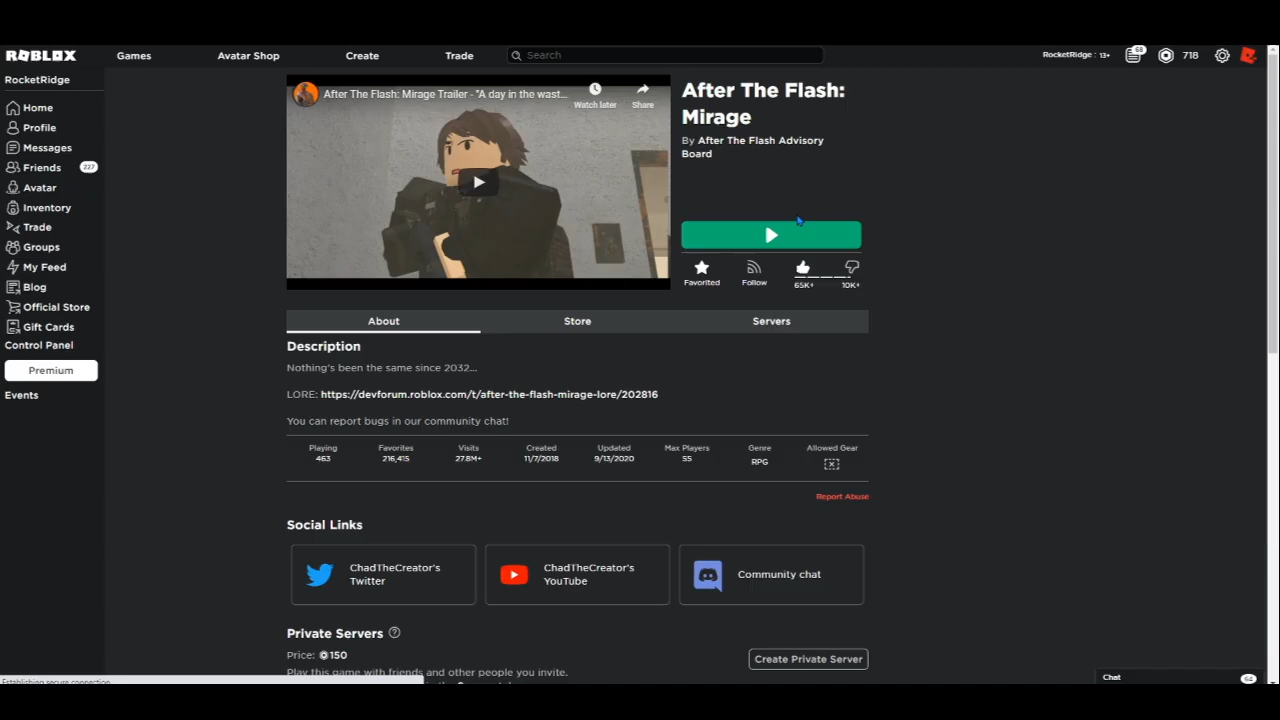 ROBLOX
Games
Avatar Shop
Create
Trade
Search
RocketRidge : 13+
68
718
RocketRidge
Home
Profile
Messages
Friends
227
Avatar
Inventory
Trade
Groups
My Feed
Blog
Official Store
Gift Cards
Control Panel
Premium
Events
After The Flash: Mirage Trailer - "A day in the wast...
Watch later
Share
After The Flash:
Mirage
By After The Flash Advisory
Board
Favorited
Follow
65K+
10K+
About
Store
Servers
Description
Nothing's been the same since 2032...
LORE: https://devforum.roblox.com/t/after-the-flash-mirage-lore/202816
You can report bugs in our community chat!
Playing
463
Favorites
216,415
Visits
27.8M+
Created
11/7/2018
Updated
9/13/2020
Max Players
55
Genre
RPG
Allowed Gear
Report Abuse
Social Links
ChadTheCreator's
Twitter
ChadTheCreator's
YouTube
Community chat
Private Servers
Price: 150
Create Private Server
Play this game with friends and other people you invite.
Establishing secure connection
Chat
64